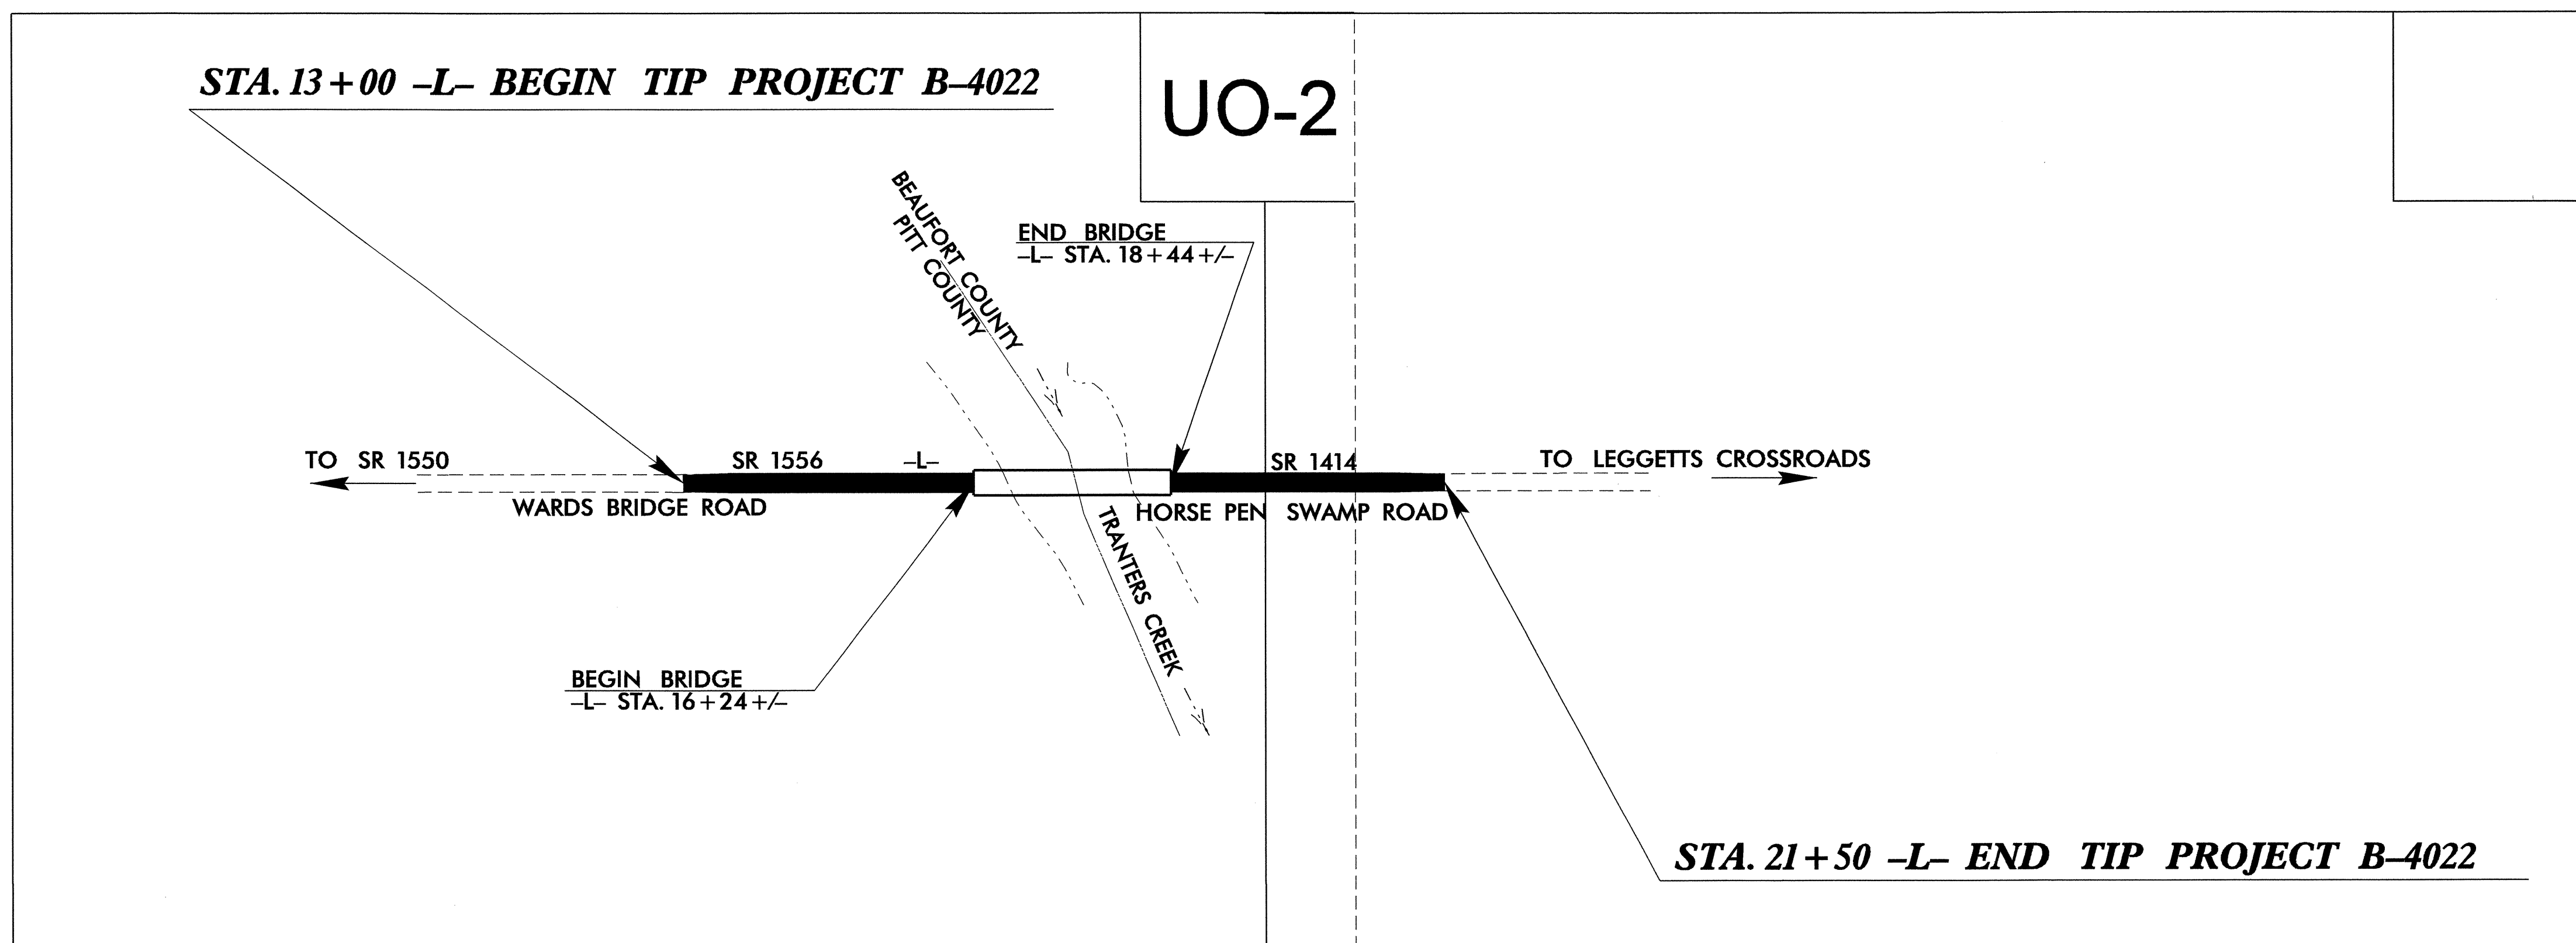 STA. 13+00 –L– BEGIN TIP PROJECT B–4022
UO-2
BEAUFORT COUNTY
PITT COUNTY
END BRIDGE
–L– STA. 18+44+/–
TO SR 1550
SR 1556
–L–
SR 1414
TO LEGGETTS CROSSROADS
WARDS BRIDGE ROAD
HORSE PEN SWAMP ROAD
TRANTERS CREEK
BEGIN BRIDGE
–L– STA. 16+24+/–
STA. 21+50 –L– END TIP PROJECT B–4022